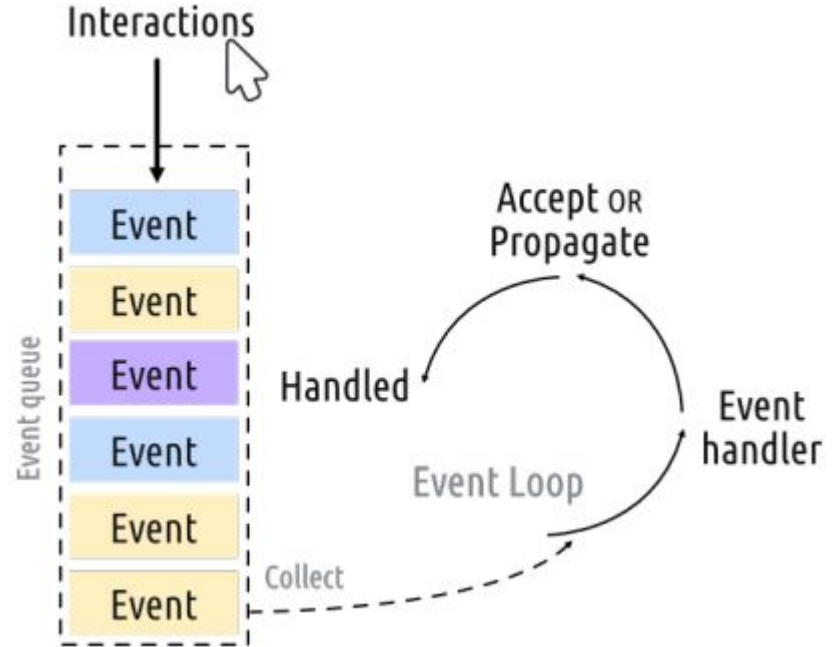 Interactions
Event
Event
Event
Event
Event
Event
Event queue
Collect
Event Loop
Event
handler
Accept OR
Propagate
Handled